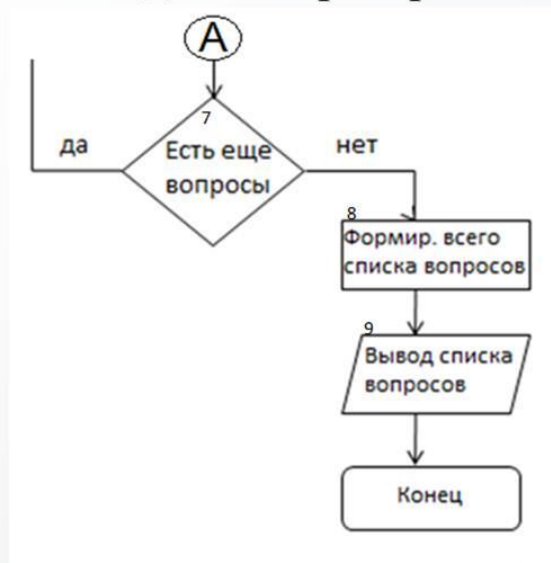 А
7
да
Есть еще
вопросы
нет
8
Формир. всего
списка вопросов
9
Вывод списка
вопросов
Конец